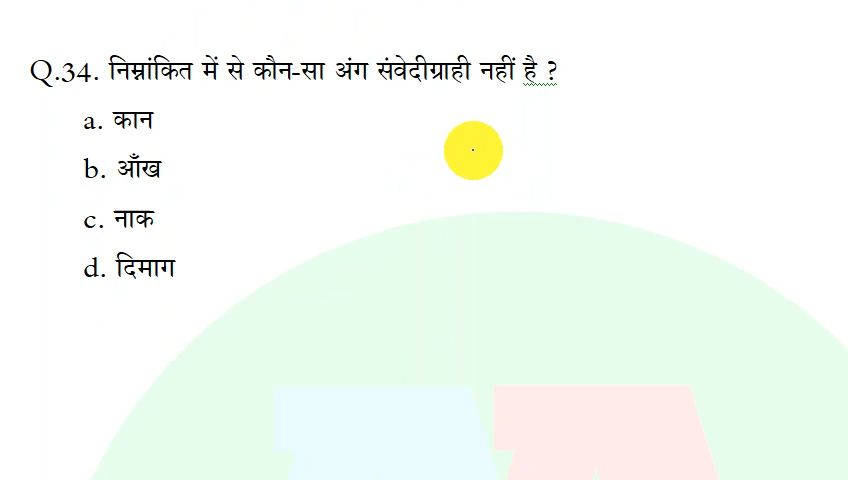 Q.34. निम्नांकित में से कौन-सा अंग संवेदीग्राही नहीं है ?
a. कान
b. आँख
c. नाक
d. दिमाग